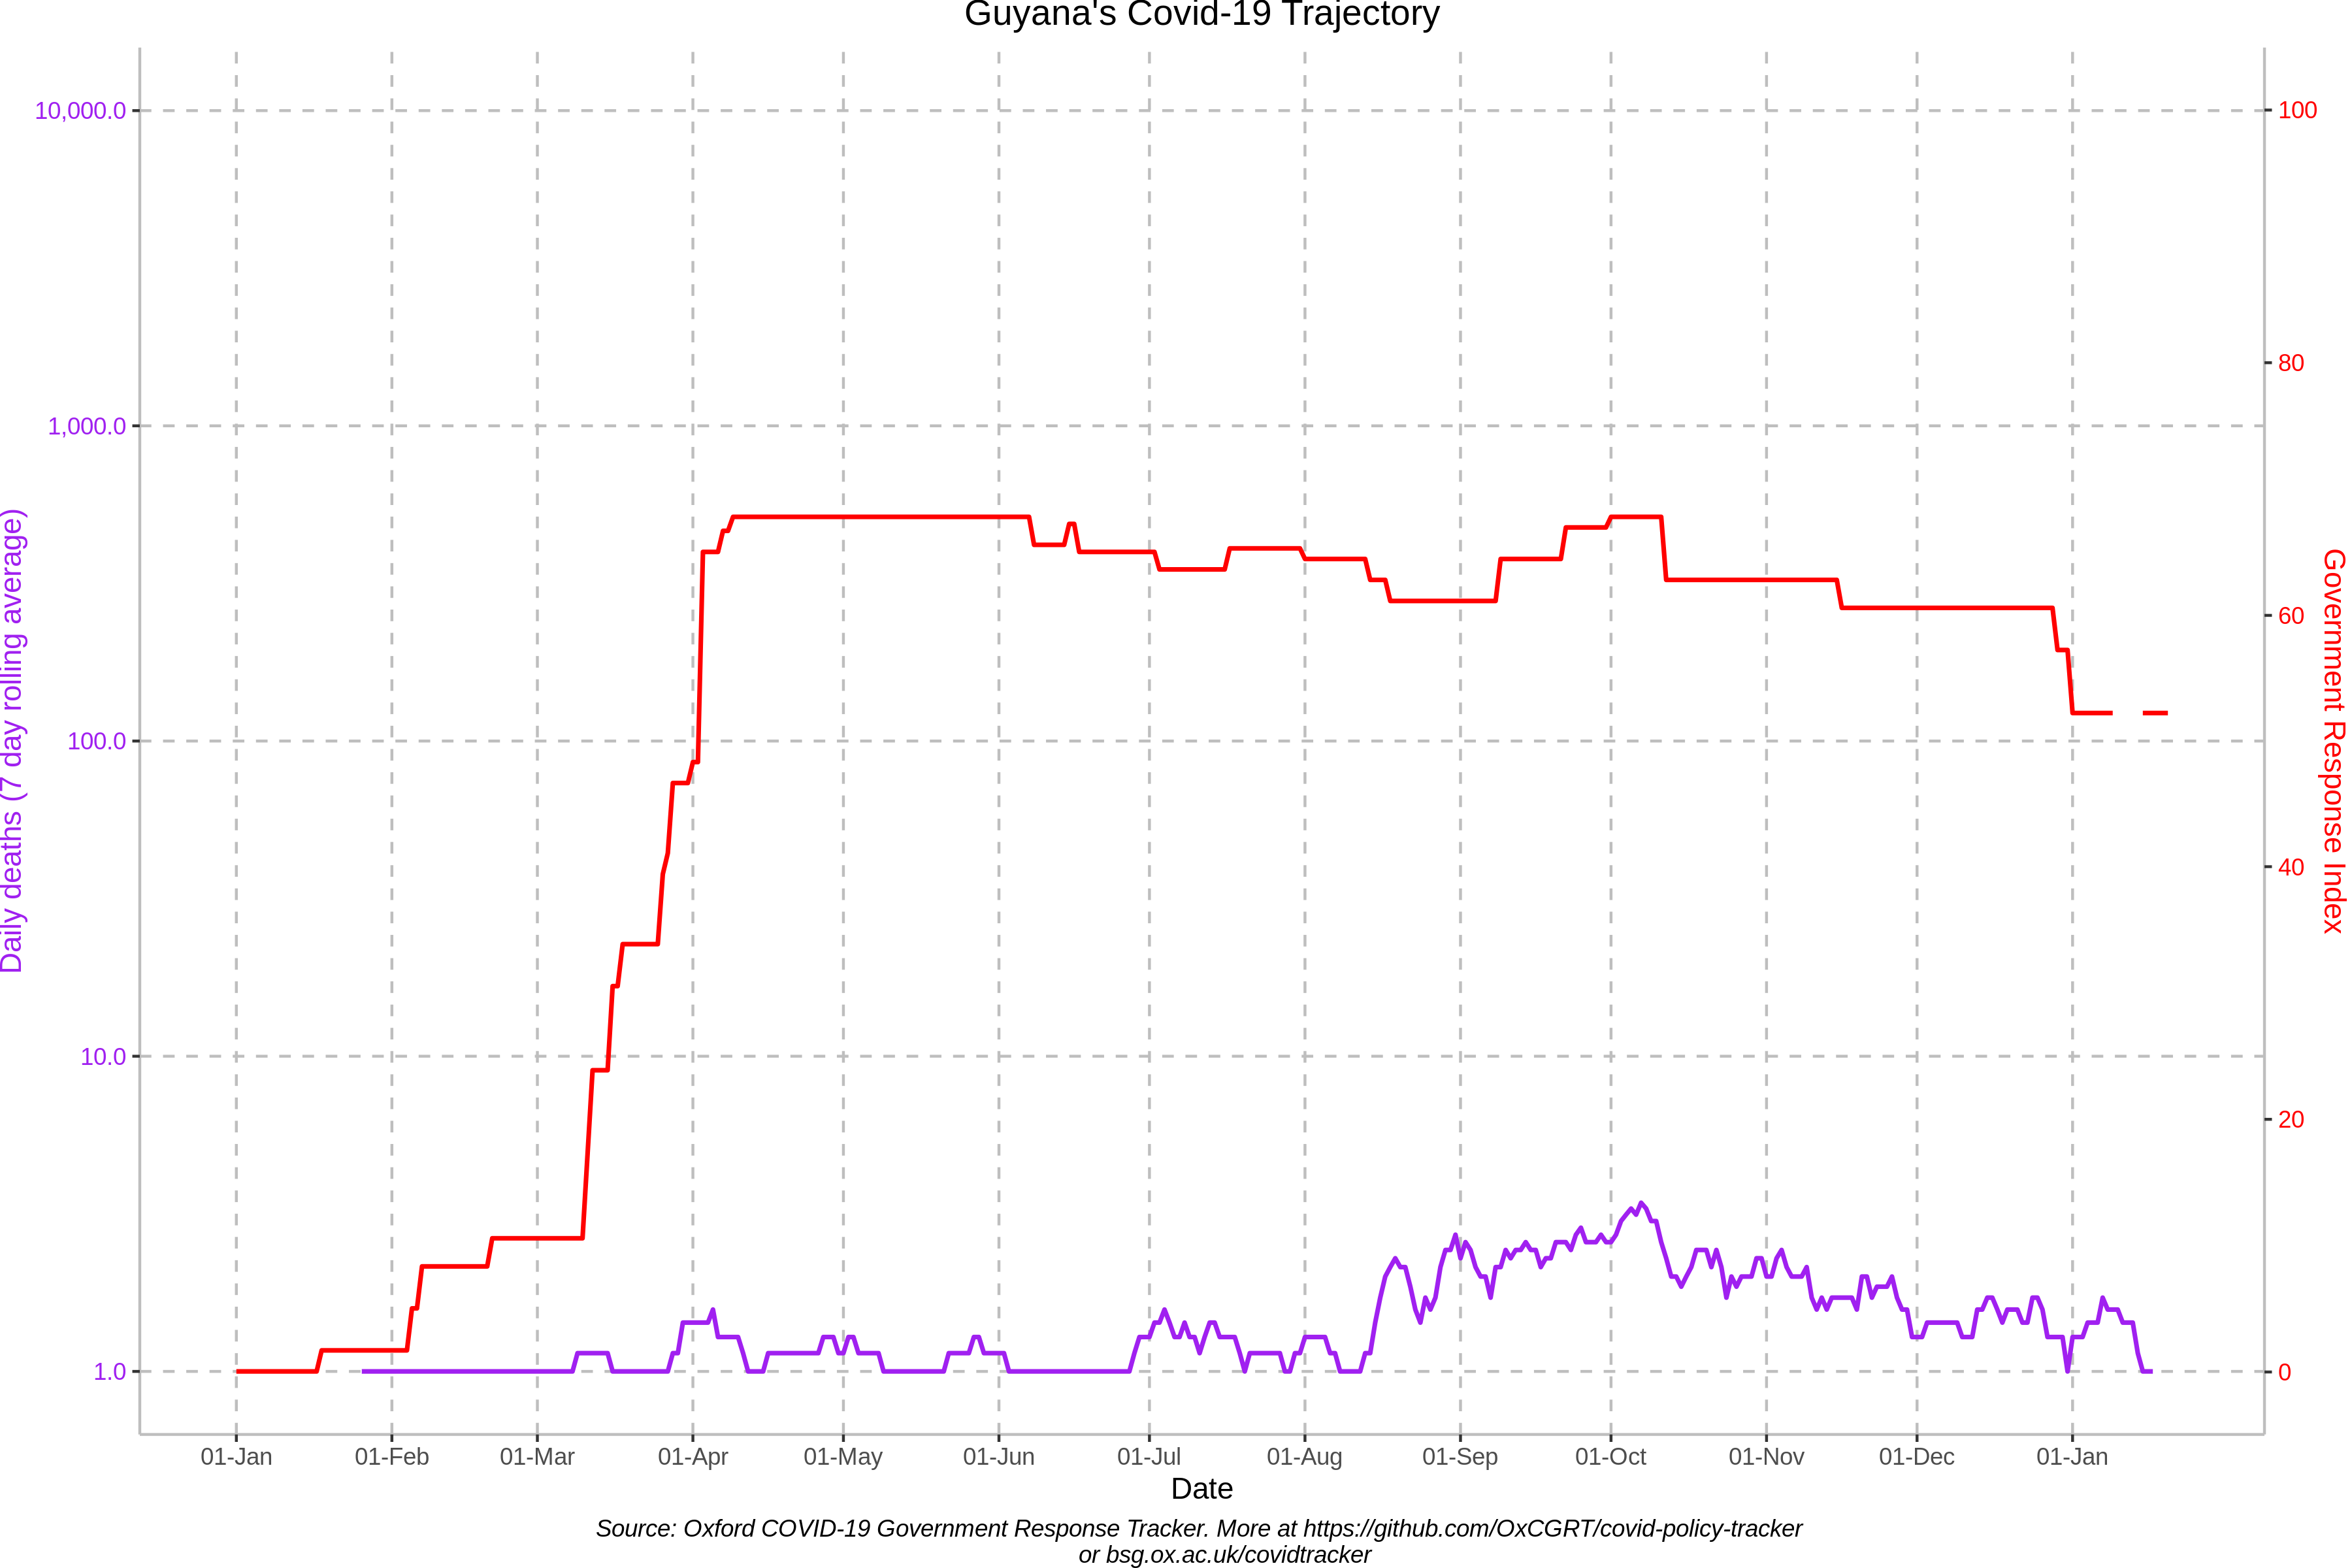 Guyana's Covid-19 Trajectory
10,000.0
1,000.0
100.0
10.0
1.0
Daily deaths (7 day rolling average)
100
80
60
40
20
0
Government Response Index
01-Jan 01-Feb 01-Mar 01-Apr 01-May 01-Jun 01-Jul 01-Aug 01-Sep 01-Oct 01-Nov 01-Dec 01-Jan
Date
Source: Oxford COVID-19 Government Response Tracker. More at https://github.com/OxCGRT/covid-policy-tracker
or bsg.ox.ac.uk/covidtracker